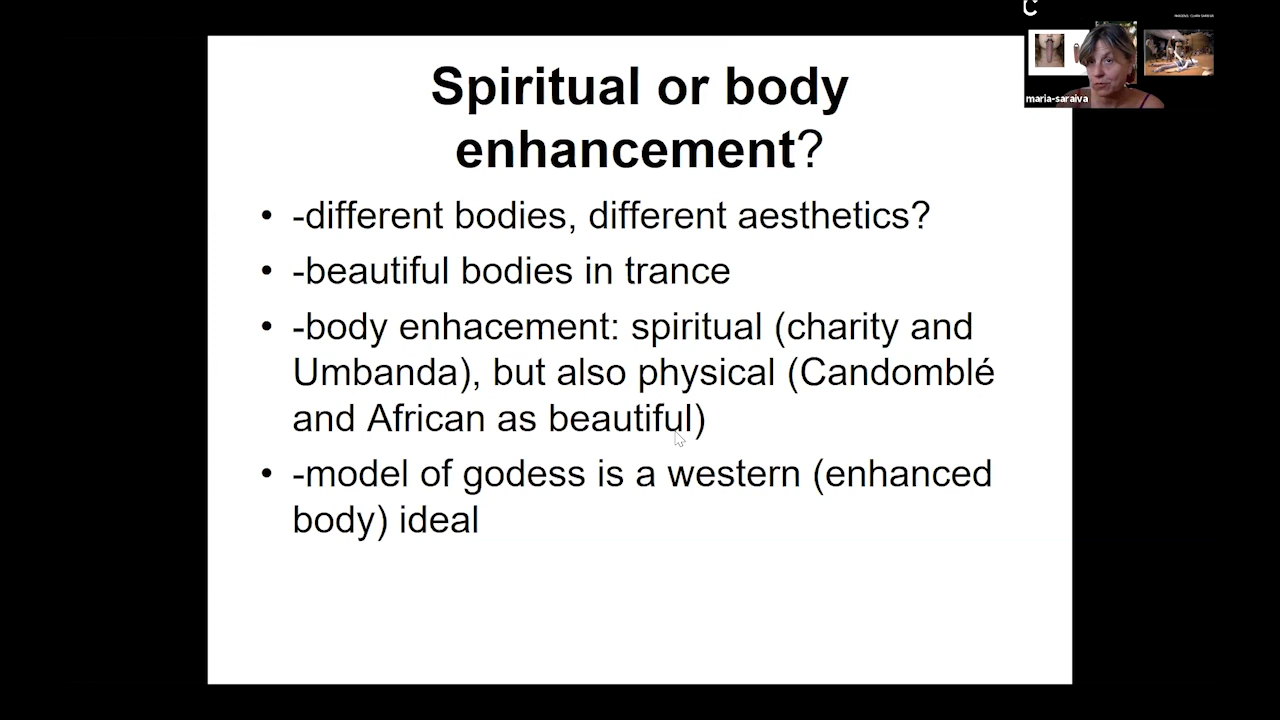 Spiritual or body
enhancement?
• -different bodies, different aesthetics?
• -beautiful bodies in trance
• -body enhacement: spiritual (charity and
Umbanda), but also physical (Candomblé
and African as beautiful)
• -model of godess is a western (enhanced
body) ideal
C
maria-saraiva